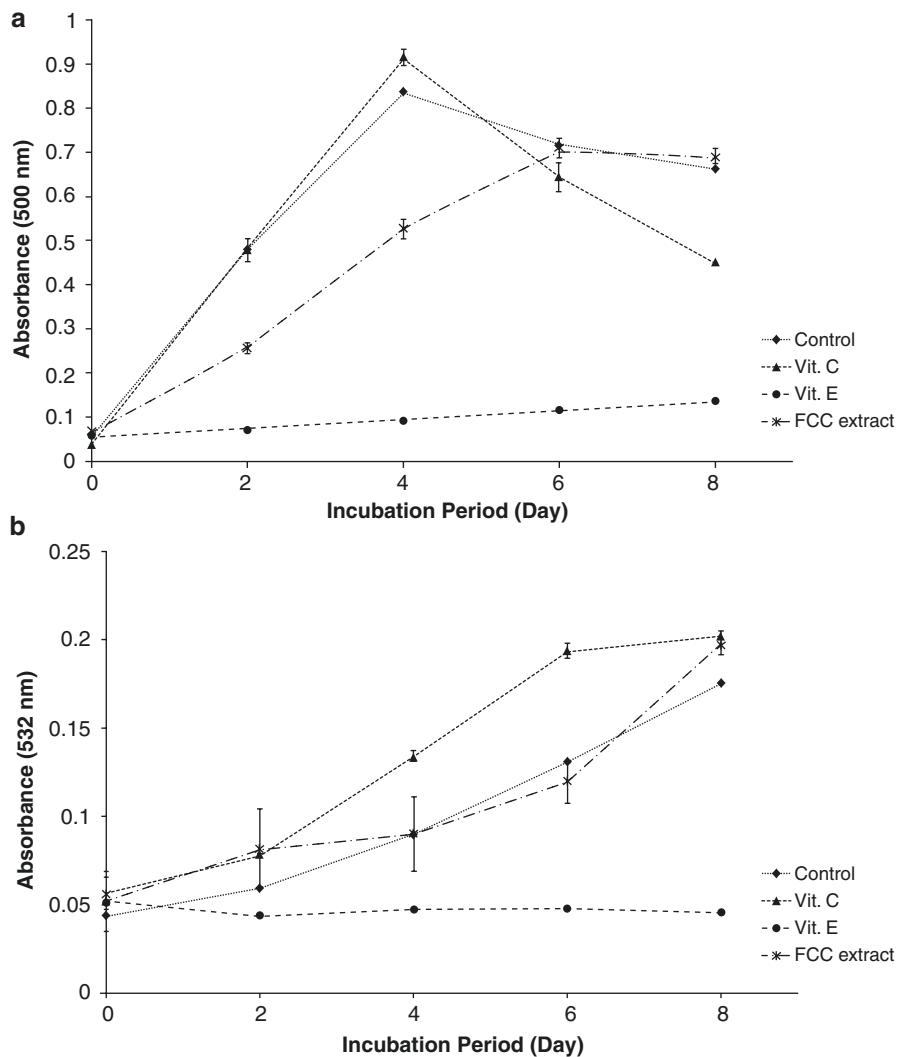 a
1
0.9
0.8
0.7
0.6
0.5
0.4
0.3
0.2
0.1
0
Absorbance (500 nm)
0 2 4 6 8
Incubation Period (Day)
Control
Vit. C
Vit. E
FCC extract
b
0.25
0.2
0.15
0.1
0.05
0
Absorbance (532 nm)
0 2 4 6 8
Incubation Period (Day)
Control
Vit. C
Vit. E
FCC extract